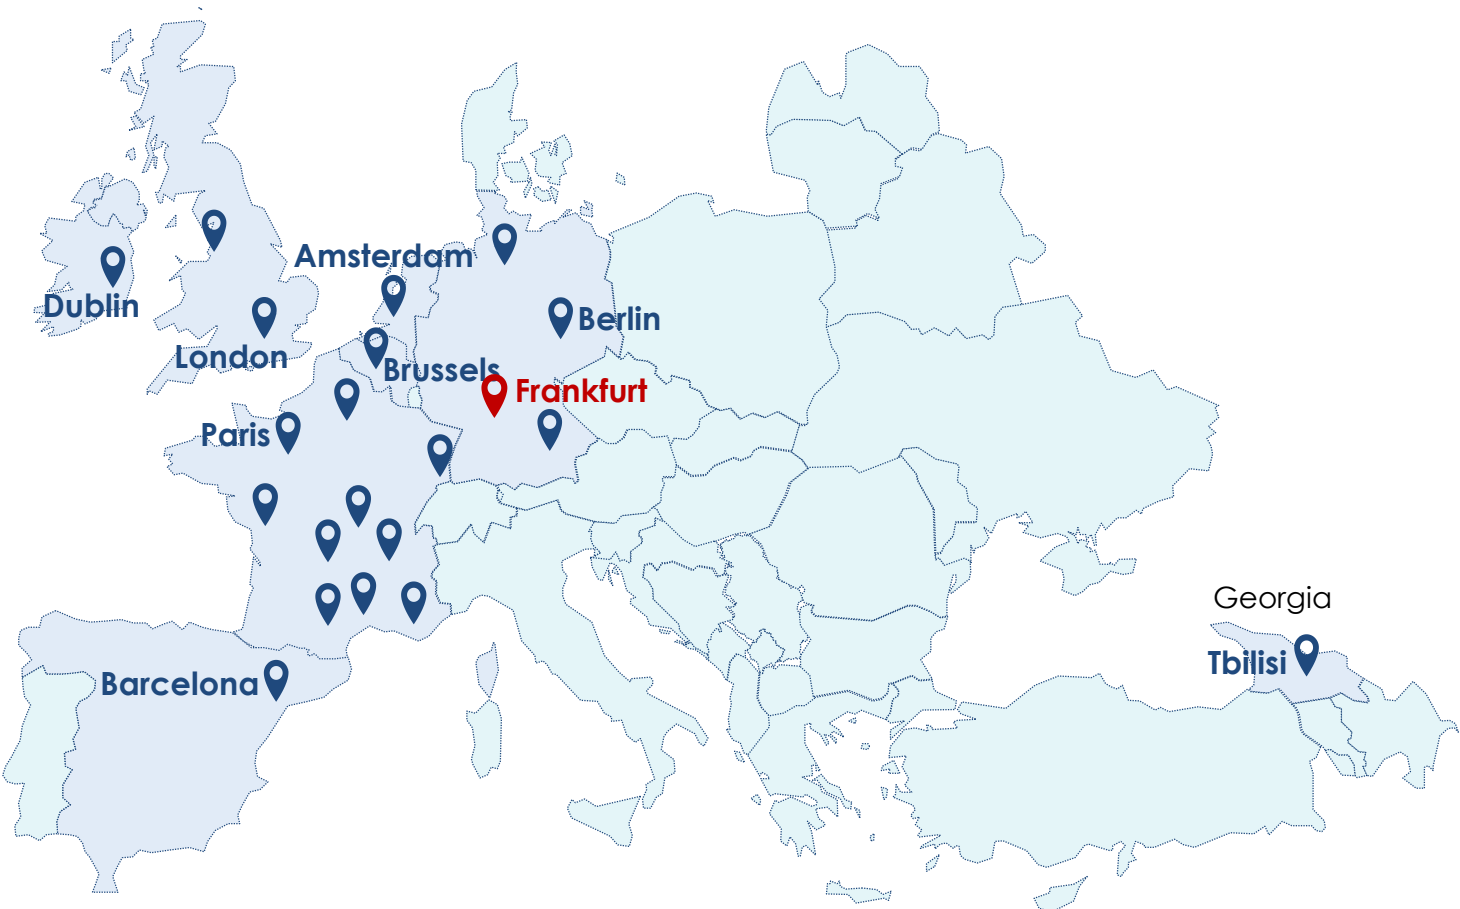 Amsterdam
Dublin
Berlin
London
Brussels
Frankfurt
Paris
Georgia
Tbilisi
Barcelona